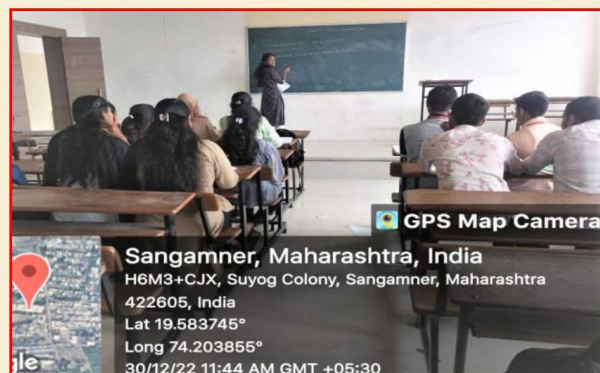 GPS Map Camera
Sangamner, Maharashtra, India
H6M3+CJX, Suyog Colony, Sangamner, Maharashtra
422605, India
Lat 19.583745°
Long 74.203855°
30/12/22 11:44 AM GMT +05:30
gle